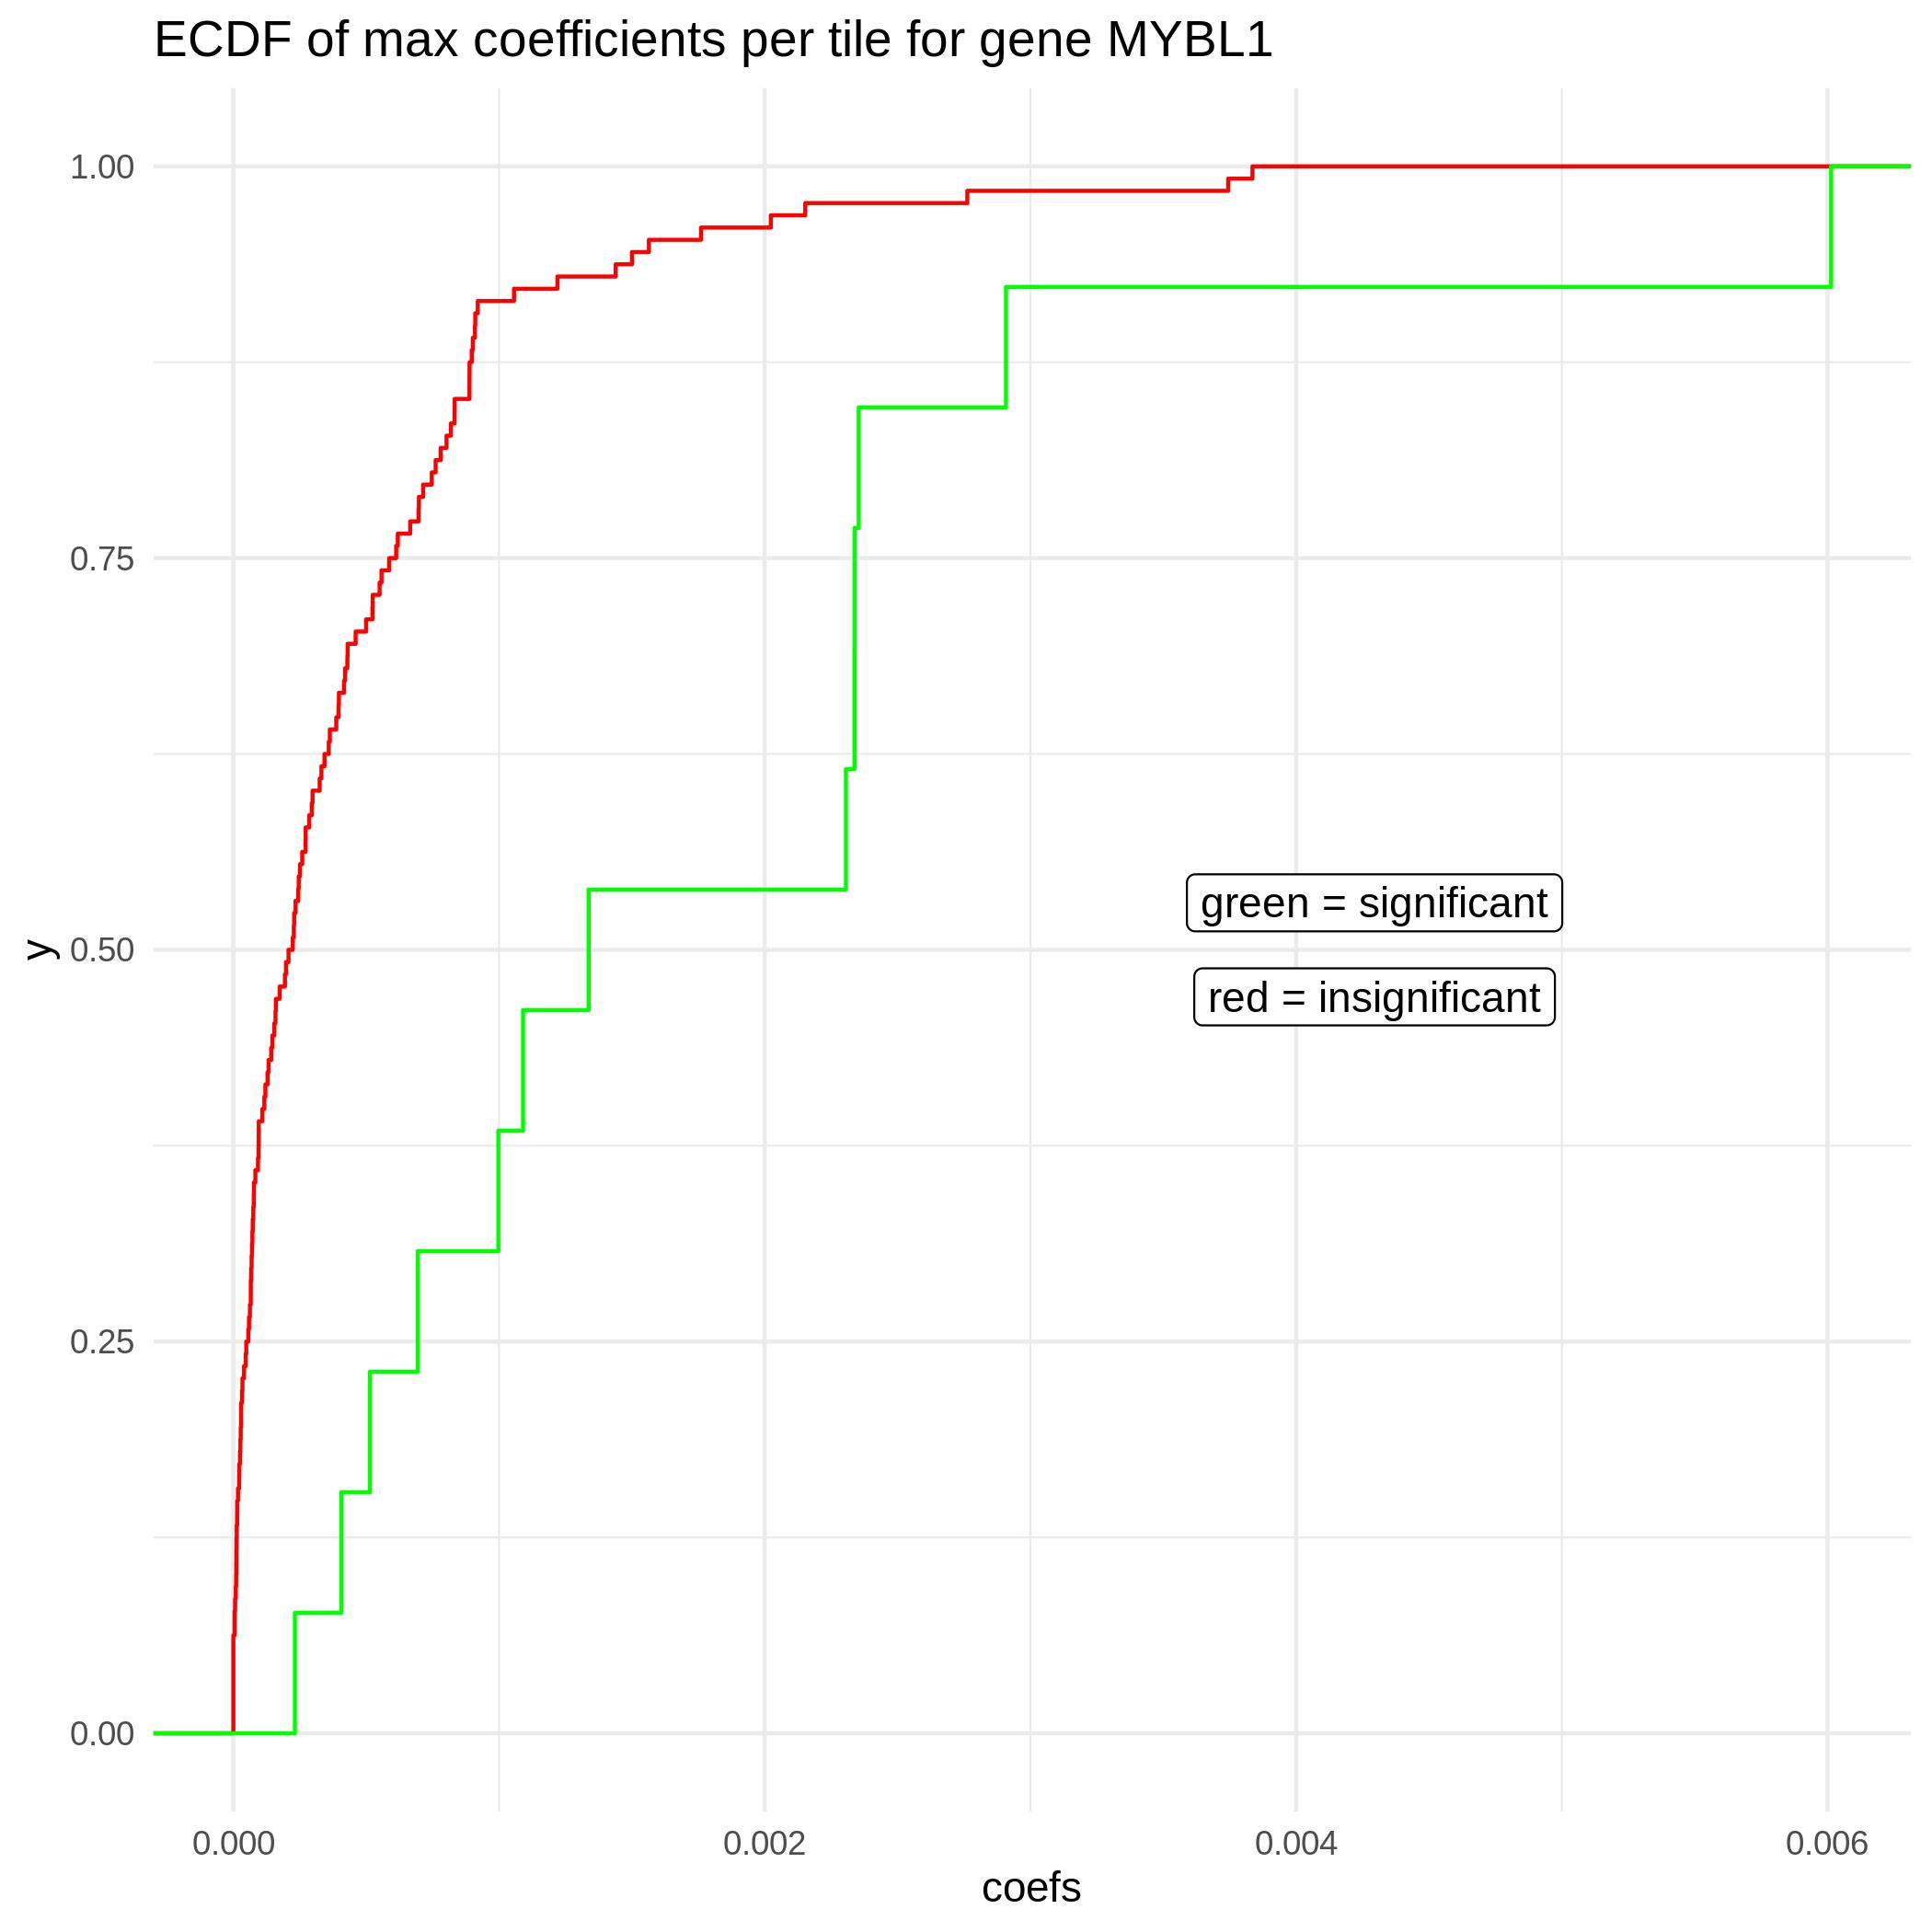 ECDF of max coefficients per tile for gene MYBL1
1.00
0.75
0.50
0.25
0.00
y
green = significant
red = insignificant
0.000 0.002 0.004 0.006
coefs